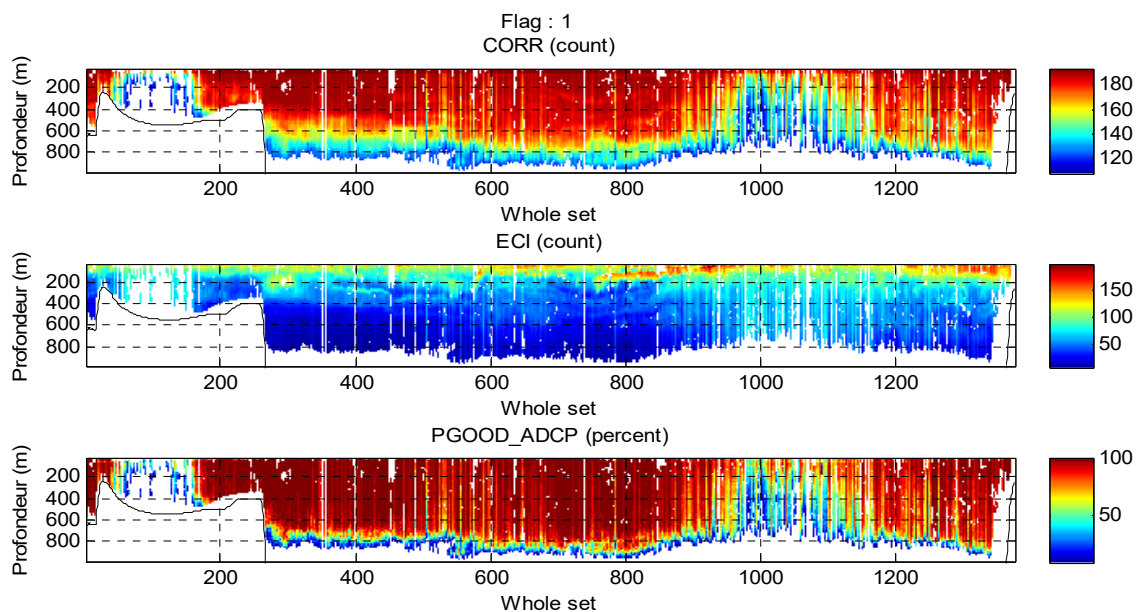 Flag : 1
CORR (count)
Profondeur (m)
200
400
600
800
200 400 600 800 1000 1200
Whole set
180
160
140
120
ECI (count)
Profondeur (m)
200
400
600
800
200 400 600 800 1000 1200
Whole set
150
100
50
PGOOD_ADCP (percent)
Profondeur (m)
200
400
600
800
200 400 600 800 1000 1200
Whole set
100
50